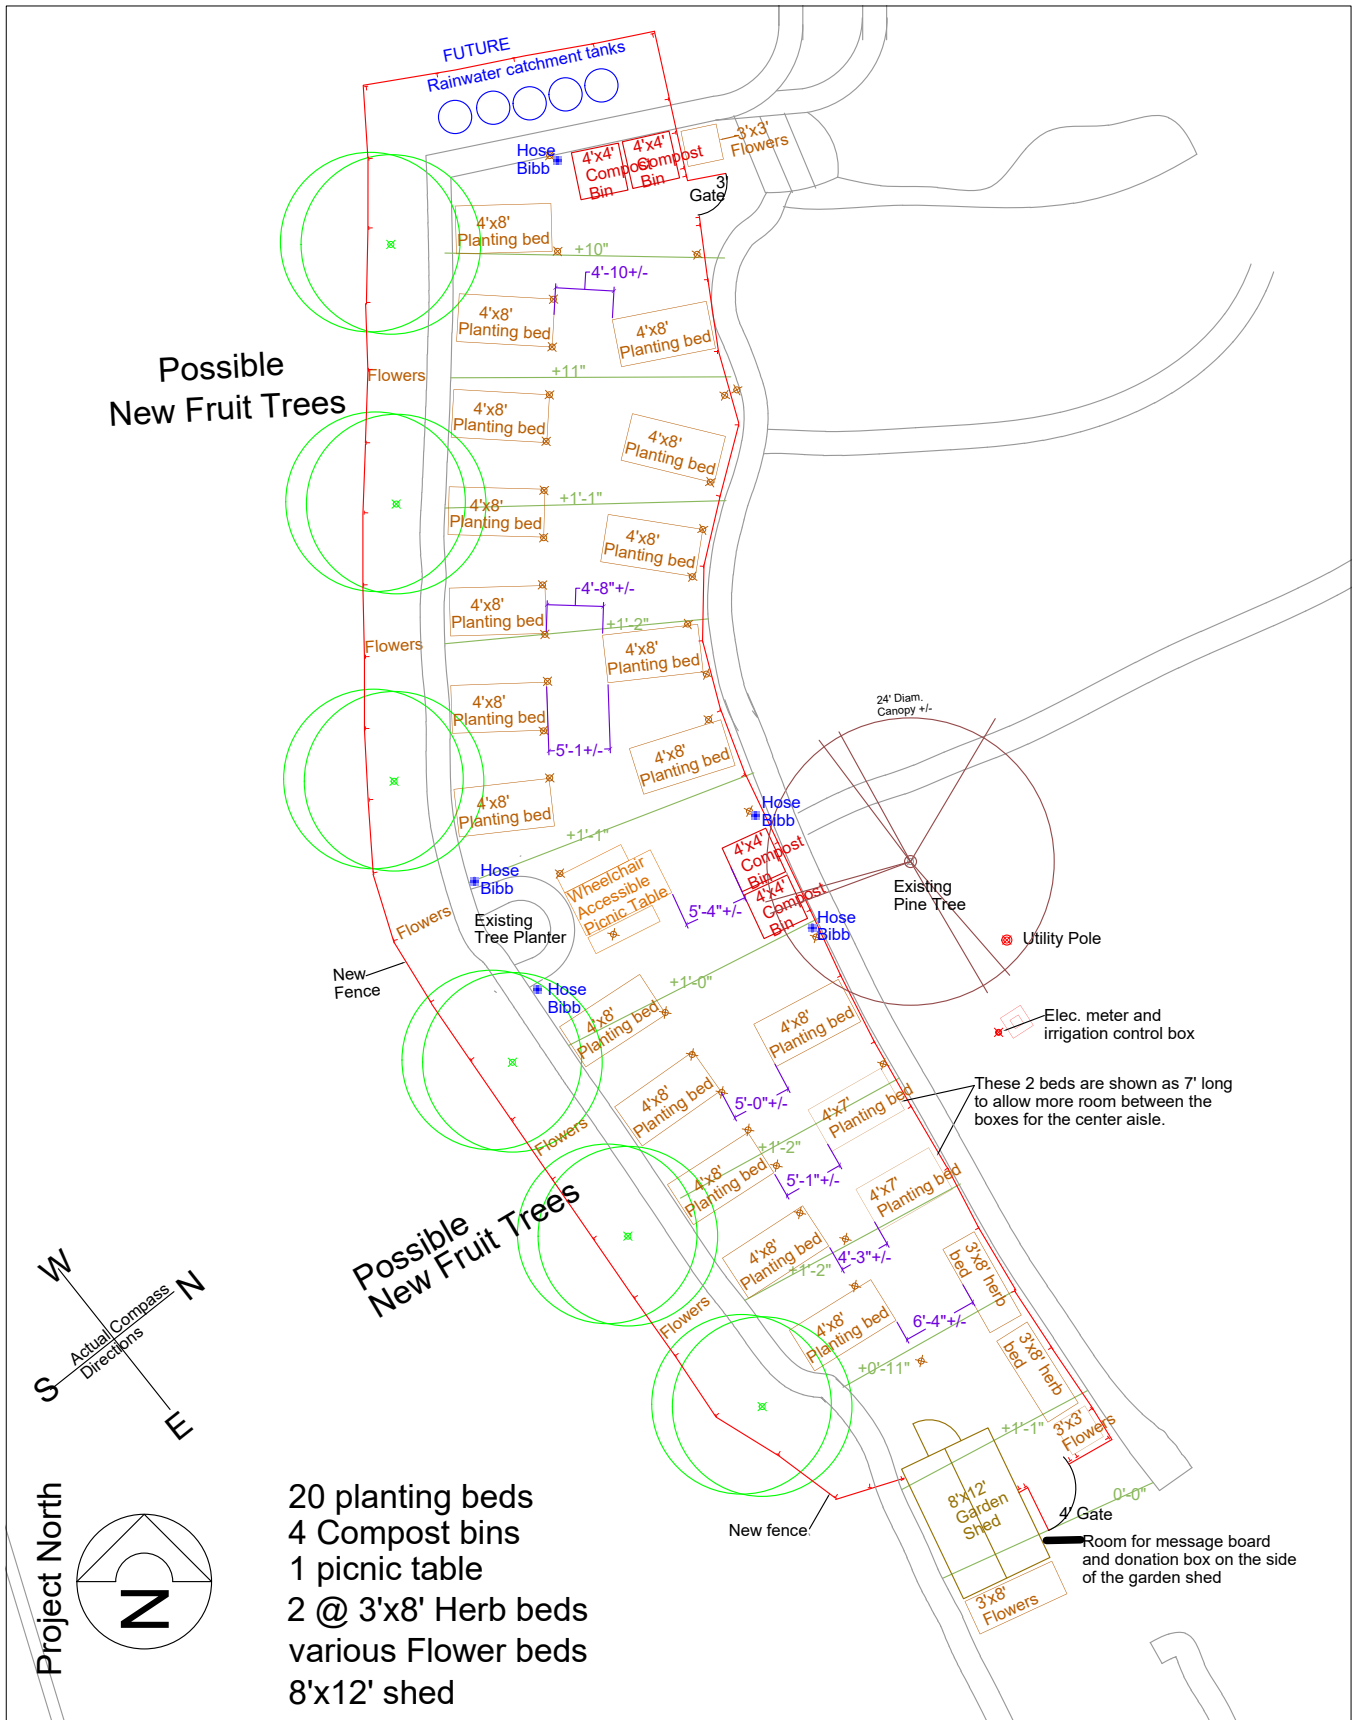 FUTURE
Rainwater catchment tanks
Hose
Bibb
4'x4'
Compost
Bin
4'x4'
Compost
Bin
3'x3'
Flowers
3'
Gate
4'x8'
Planting bed
+10"
4'-10+/-
4'x8'
Planting bed
4'x8'
Planting bed
Possible
New Fruit Trees
Flowers
+11"
4'x8'
Planting bed
4'x8'
Planting bed
4'x8'
Planting bed
+1'-1"
4'x8'
Planting bed
4'x8'
Planting bed
4'-8"+/-
+1'-2"
Flowers
4'x8'
Planting bed
4'x8'
Planting bed
5'-1+/-
4'x8'
Planting bed
24' Diam.
Canopy +/-
4'x8'
Planting bed
+1'-1"
Hose
Bibb
4'x4'
Compost
Bin
4'x4'
Compost
Bin
Hose
Bibb
Wheelchair
Accessible
Picnic Table
5'-4"+/-
Existing
Pine Tree
Flowers
Existing
Tree Planter
Hose
Bibb
Utility Pole
New
Fence
+1'-0"
Hose
Bibb
4'x8'
Planting bed
4'x8'
Planting bed
Elec. meter and
irrigation control box
These 2 beds are shown as 7' long
to allow more room between the
boxes for the center aisle.
4'x8'
Planting bed
5'-0"+/-
4'x7'
Planting bed
Flowers
+1'-2"
4'x8'
Planting bed
5'-1"+/-
4'x7'
Planting bed
Possible
New Fruit Trees
4'x8'
Planting bed
4'-3"+/-
+1'-2"
3'x8' herb
bed
Flowers
4'x8'
Planting bed
6'-4"+/-
+0'-11"
3'x8' herb
bed
W
N
Actual Compass
Directions
S
E
3'x3'
Flowers
+1'-1"
8'x12'
Garden
Shed
0'-0"
4' Gate
New fence
Room for message board
and donation box on the side
of the garden shed
3'x8'
Flowers
Project North
N
20 planting beds
4 Compost bins
1 picnic table
2 @ 3'x8' Herb beds
various Flower beds
8'x12' shed